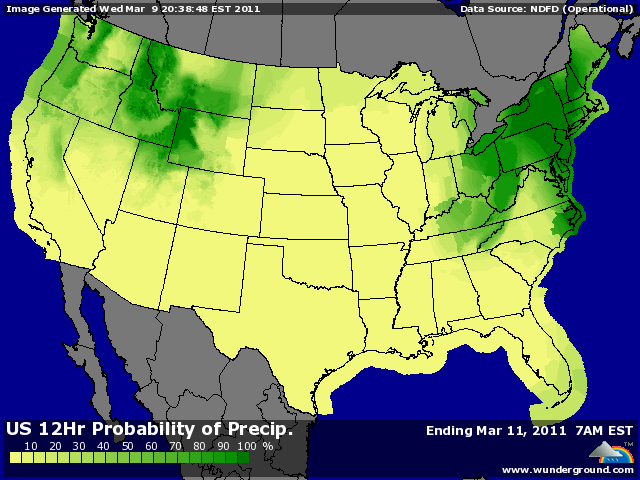 Image Generated Wed Mar  9 20:38:48 EST 2011
Data Source: NDFD (Operational)
US 12Hr Probability of Precip.
Ending Mar 11, 2011  7AM EST
10 20 30 40 50 60 70 80 90 100 %
TM
www.wunderground.com